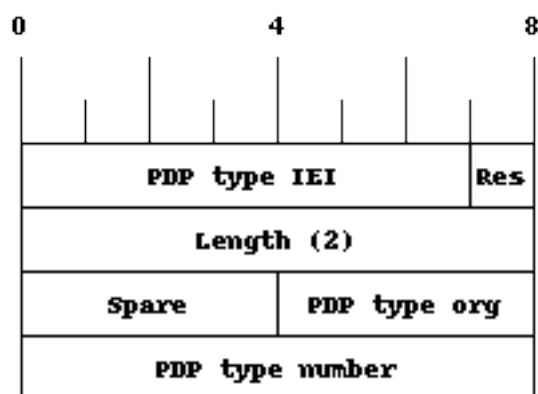 0 4 8
PDP type IEI Res
Length (2)
Spare PDP type org
PDP type number